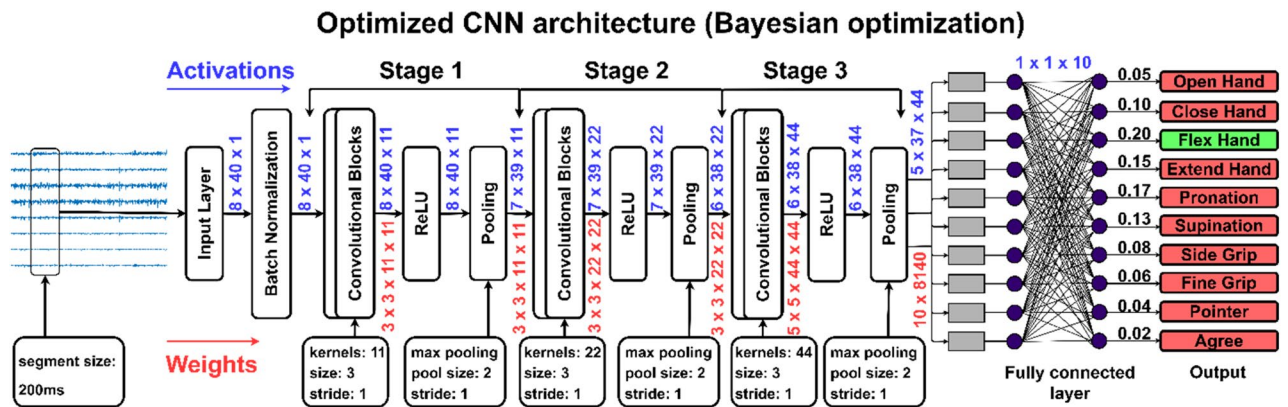 Optimized CNN architecture (Bayesian optimization)
Activations
Stage 1
Stage 2
Stage 3
Input Layer
8 x 40 x 1
Batch Normalization
8 x 40 x 1
Convolutional Blocks
8 x 40 x 11
3 x 3 x 11 x 11
ReLU
8 x 40 x 11
Pooling
7 x 39 x 11
3 x 3 x 11 x 11
Convolutional Blocks
7 x 39 x 22
3 x 3 x 22 x 22
ReLU
7 x 39 x 22
Pooling
6 x 38 x 22
3 x 3 x 22 x 22
Convolutional Blocks
6 x 38 x 44
5 x 5 x 44 x 44
ReLU
6 x 38 x 44
Pooling
5 x 37 x 44
10 x 8140
1 x 1 x 10
0.05 Open Hand
0.10 Close Hand
0.20 Flex Hand
0.15 Extend Hand
0.17 Pronation
0.13 Supination
0.08 Side Grip
0.06 Fine Grip
0.04 Pointer
0.02 Agree
Weights
segment size:
200ms
kernels: 11
size: 3
stride: 1
max pooling
pool size: 2
stride: 1
kernels: 22
size: 3
stride: 1
max pooling
pool size: 2
stride: 1
kernels: 44
size: 3
stride: 1
max pooling
pool size: 2
stride: 1
Fully connected
layer
Output